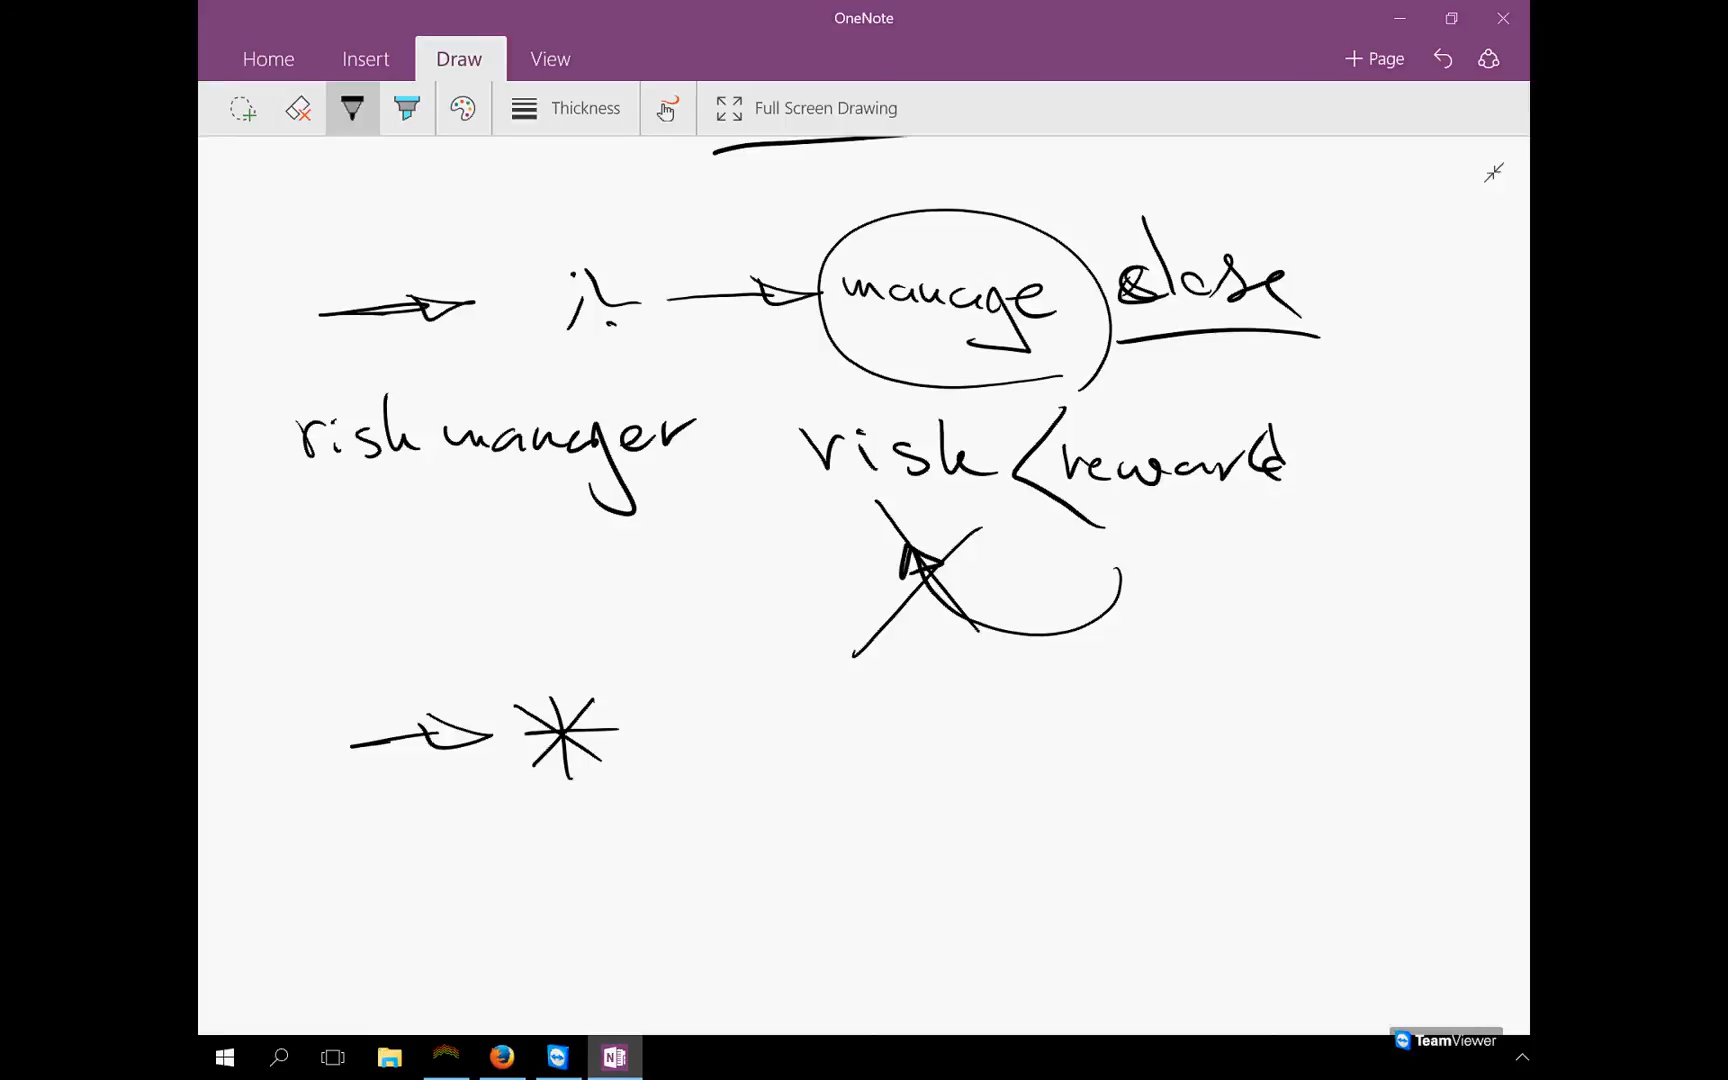 OneNote
Home Insert Draw View + Page
Thickness Full Screen Drawing
manage close
risk manager risk < reward
TeamViewer